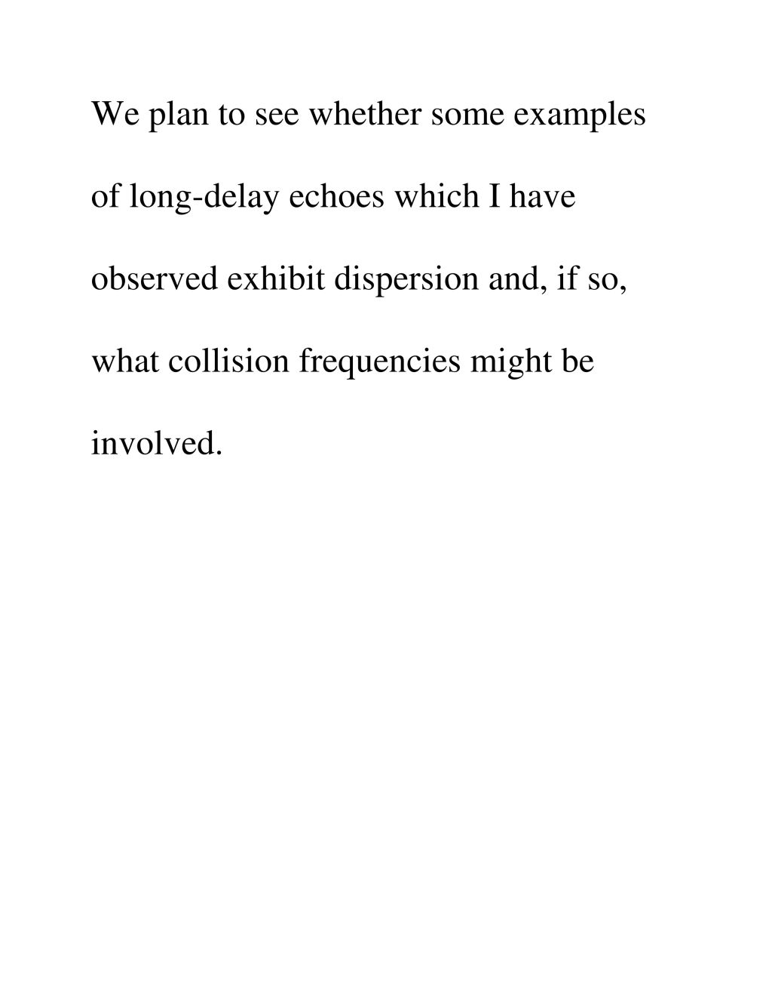 We plan to see whether some examples
of long-delay echoes which I have
observed exhibit dispersion and, if so,
what collision frequencies might be
involved.